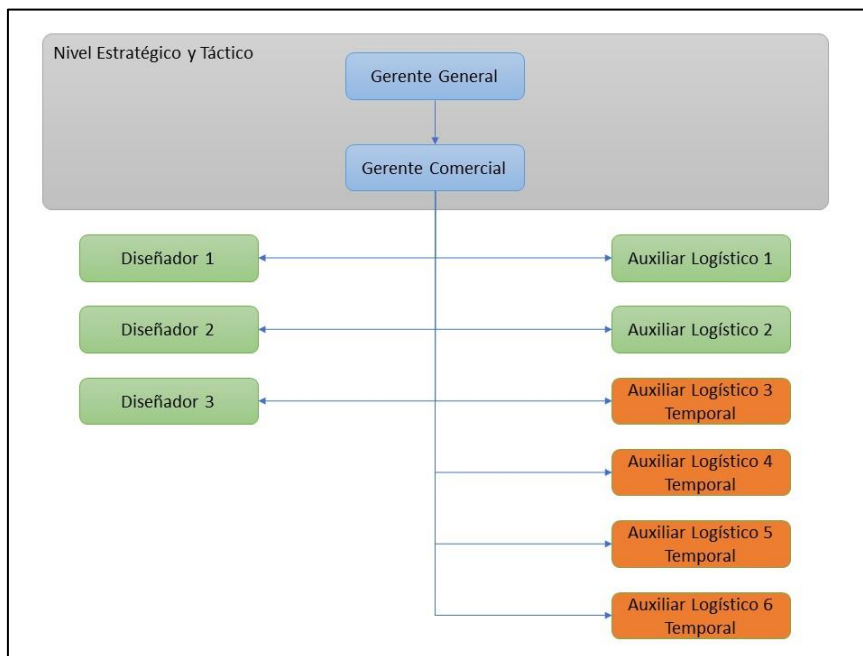 Nivel Estratégico y Táctico
Gerente General
Gerente Comercial
Diseñador 1
Auxiliar Logístico 1
Diseñador 2
Auxiliar Logístico 2
Diseñador 3
Auxiliar Logístico 3
Temporal
Auxiliar Logístico 4
Temporal
Auxiliar Logístico 5
Temporal
Auxiliar Logístico 6
Temporal